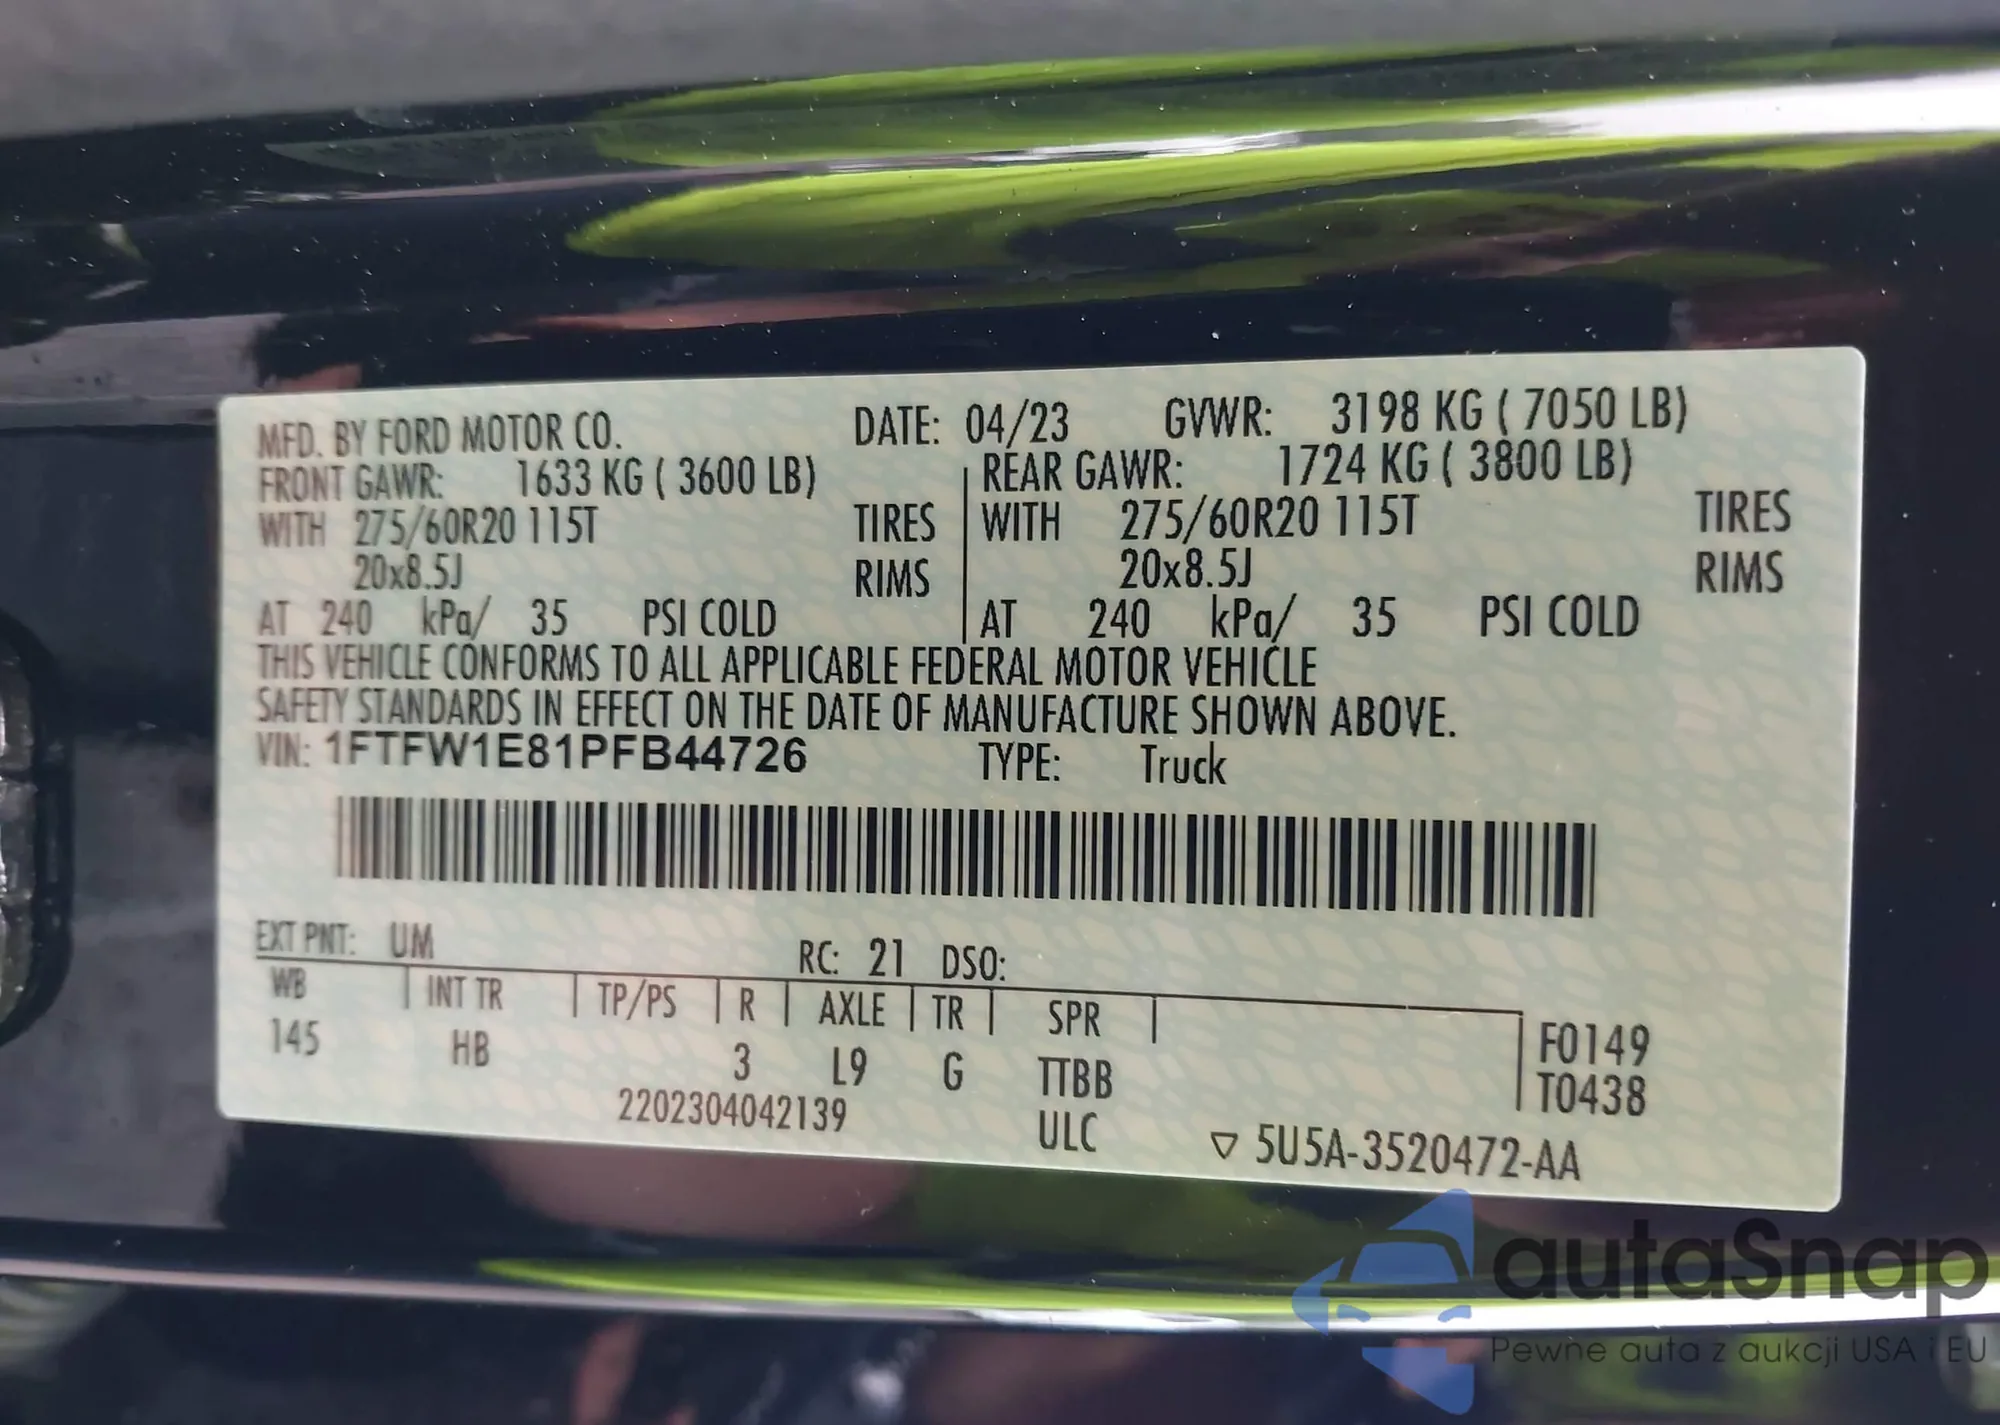 MFD. BY FORD MOTOR CO. DATE: 04/23 GVWR: 3198 KG ( 7050 LB)
FRONT GAWR: 1633 KG ( 3600 LB) REAR GAWR: 1724 KG ( 3800 LB)
WITH 275/60R20 115T TIRES WITH 275/60R20 115T TIRES
20x8.5J RIMS 20x8.5J RIMS
AT 240 kPa/ 35 PSI COLD AT 240 kPa/ 35 PSI COLD
THIS VEHICLE CONFORMS TO ALL APPLICABLE FEDERAL MOTOR VEHICLE
SAFETY STANDARDS IN EFFECT ON THE DATE OF MANUFACTURE SHOWN ABOVE.
VIN: 1FTFW1E81PFB44726 TYPE: Truck
EXT PNT: UM RC: 21 DSO:
WB INT TR TP/PS R AXLE TR SPR F0149
145 HB 3 L9 G TTBB T0438
2202304042139 ULC ▽ 5U5A-3520472-AA
autaSnap
Pewne auta z aukcji USA i EU